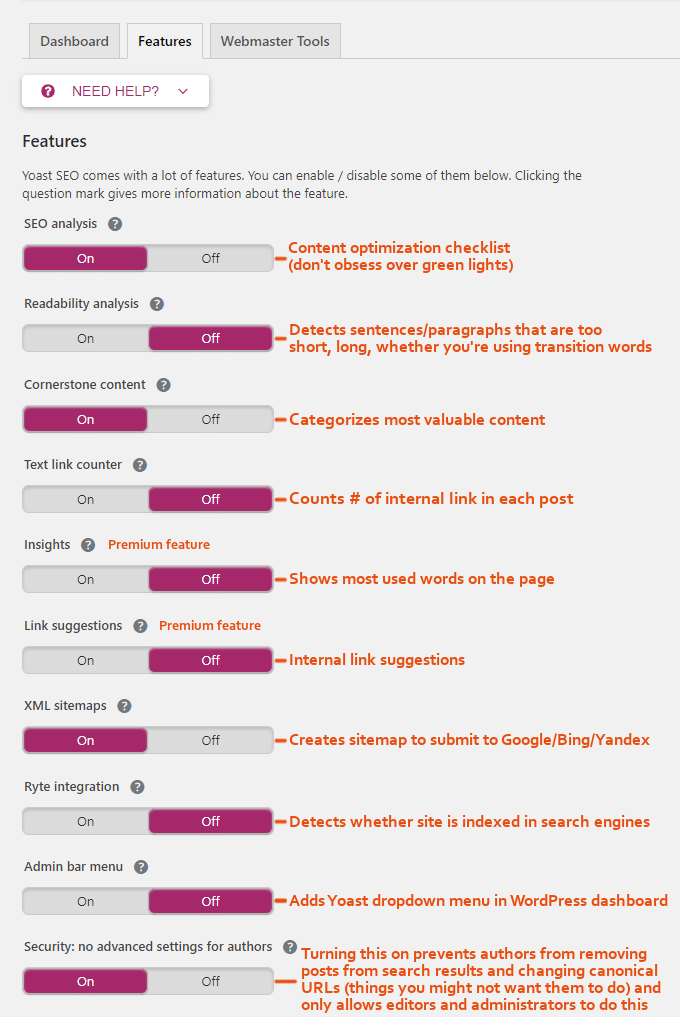 Dashboard Features Webmaster Tools
? NEED HELP?
Features
Yoast SEO comes with a lot of features. You can enable / disable some of them below. Clicking the
question mark gives more information about the feature.
SEO analysis ?
On Off
Content optimization checklist
(don't obsess over green lights)
Readability analysis ?
On Off
Detects sentences/paragraphs that are too
short, long, whether you're using transition words
Cornerstone content ?
On Off
Categorizes most valuable content
Text link counter ?
On Off
Counts # of internal link in each post
Insights ? Premium feature
On Off
Shows most used words on the page
Link suggestions ? Premium feature
On Off
Internal link suggestions
XML sitemaps ?
On Off
Creates sitemap to submit to Google/Bing/Yandex
Ryte integration ?
On Off
Detects whether site is indexed in search engines
Admin bar menu ?
On Off
Adds Yoast dropdown menu in WordPress dashboard
Security: no advanced settings for authors ?
On Off
Turning this on prevents authors from removing
posts from search results and changing canonical
URLs (things you might not want them to do) and
only allows editors and administrators to do this